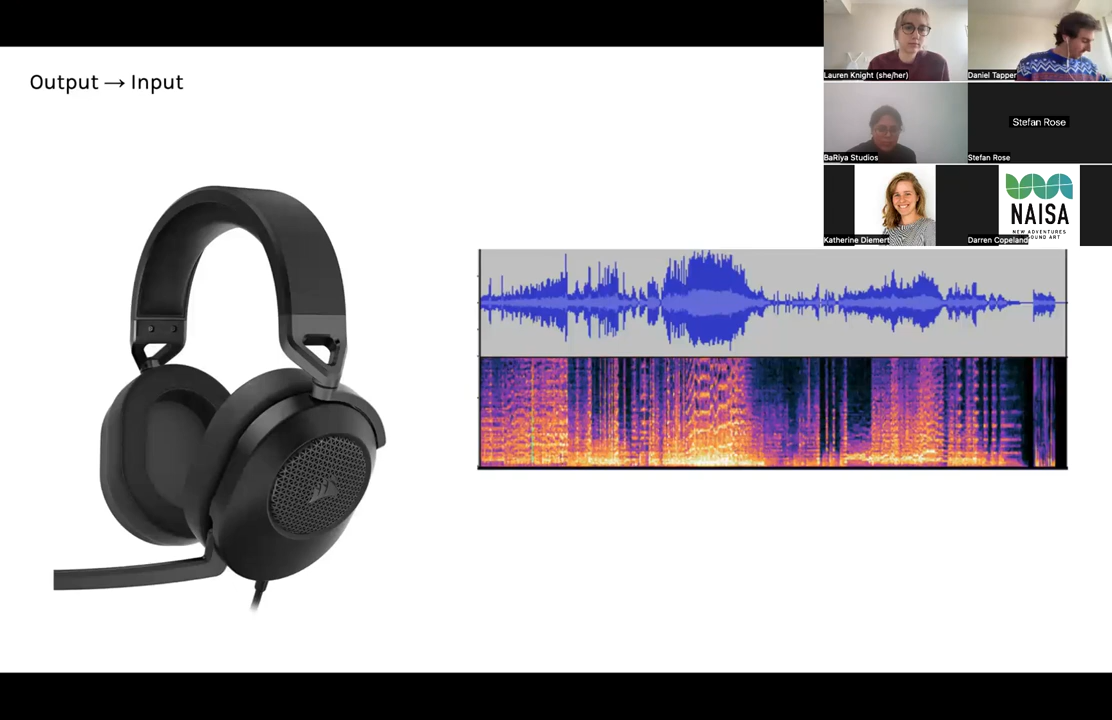 Output → Input
Lauren Knight (she/her)
Daniel Tapper
BaRiya Studios
Stefan Rose
Stefan Rose
Katherine Diemert
NAISA
NEW ADVENTURES
SOUND ART
Darren Copeland